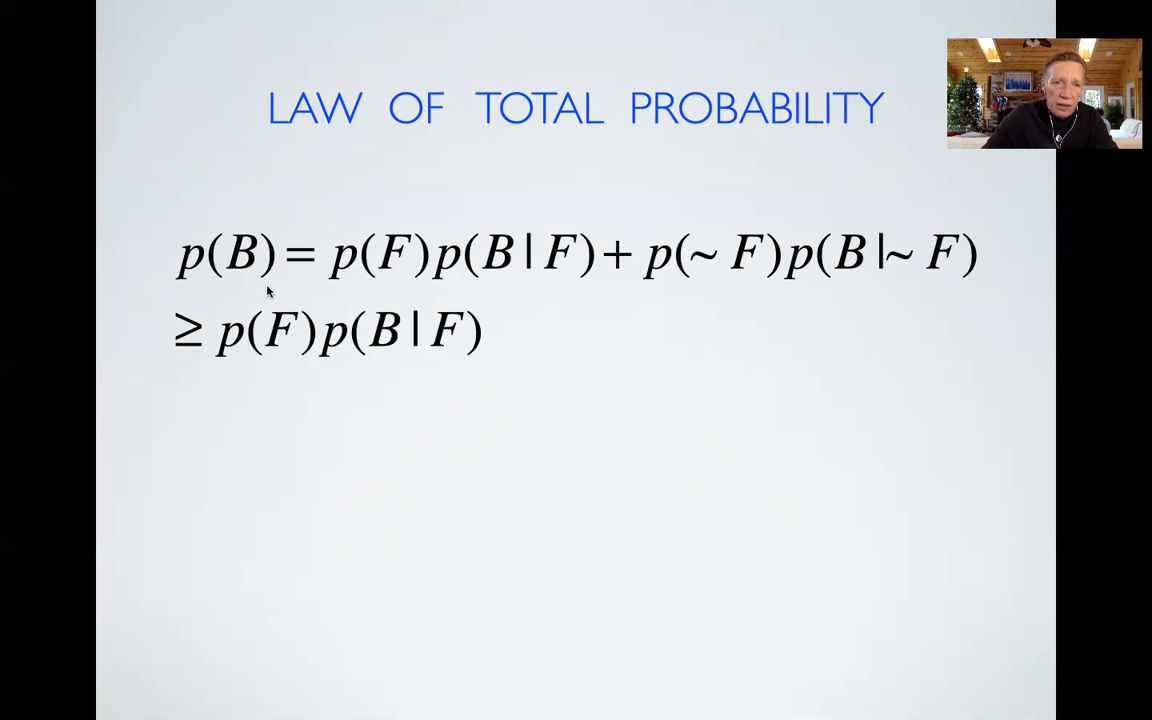 LAW OF TOTAL PROBABILITY
p(B) = p(F)p(B | F) + p(~ F)p(B |~ F)
≥ p(F)p(B | F)